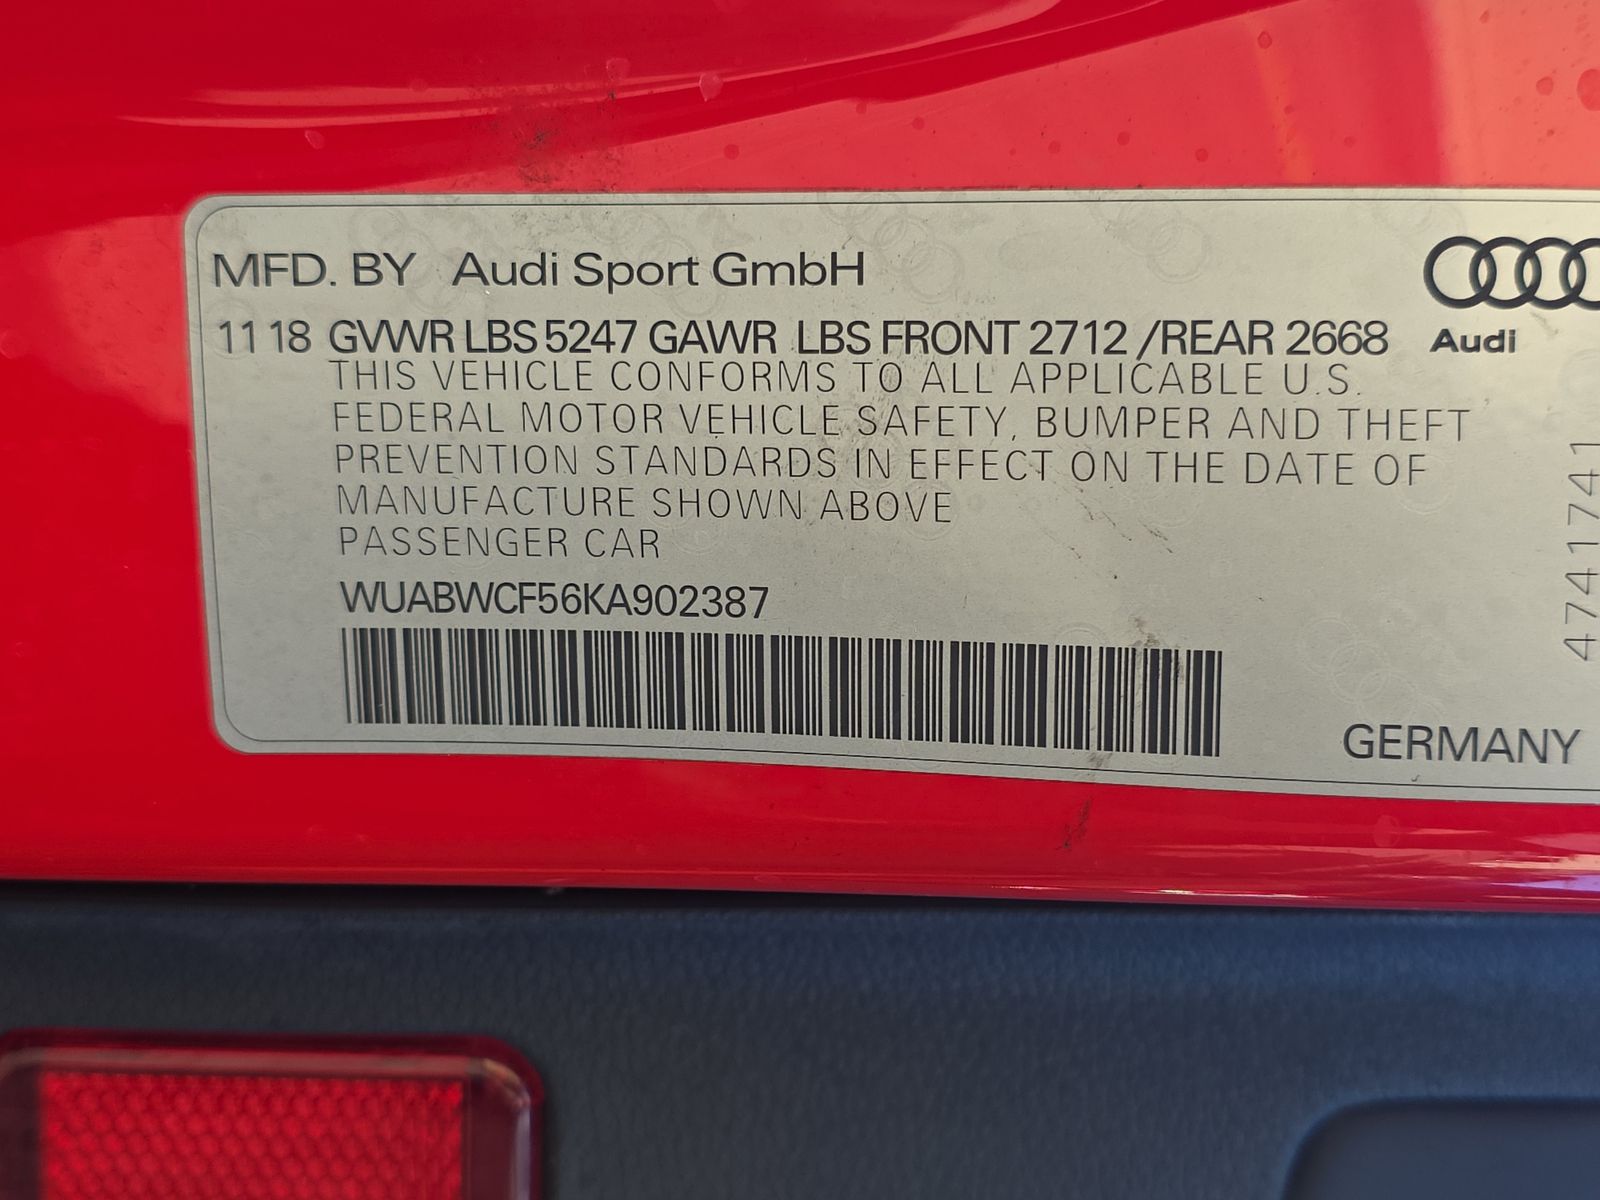 MFD. BY Audi Sport GmbH
11 18 GVWR LBS 5247 GAWR LBS FRONT 2712 /REAR 2668
Audi
THIS VEHICLE CONFORMS TO ALL APPLICABLE U.S.
FEDERAL MOTOR VEHICLE SAFETY, BUMPER AND THEFT
PREVENTION STANDARDS IN EFFECT ON THE DATE OF
MANUFACTURE SHOWN ABOVE
PASSENGER CAR
WUABWCF56KA902387
4741741
GERMANY